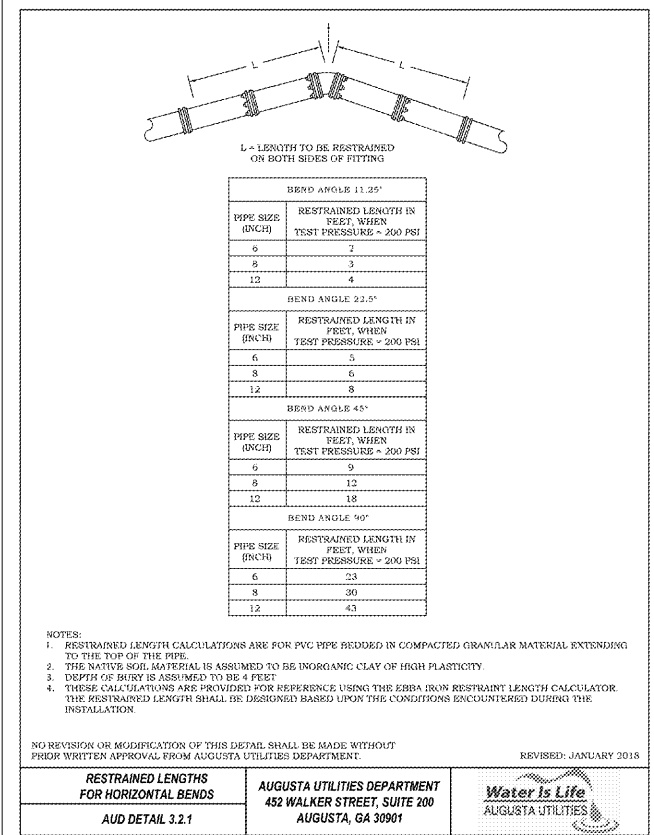 L
L
L = LENGTH TO BE RESTRAINED
ON BOTH SIDES OF FITTING
BEND ANGLE 11.25°
PIPE SIZE
(INCH)
RESTRAINED LENGTH IN
FEET, WHEN
TEST PRESSURE = 200 PSI
6 2
8 3
12 4
BEND ANGLE 22.5°
PIPE SIZE
(INCH)
RESTRAINED LENGTH IN
FEET, WHEN
TEST PRESSURE = 200 PSI
6 5
8 6
12 8
BEND ANGLE 45°
PIPE SIZE
(INCH)
RESTRAINED LENGTH IN
FEET, WHEN
TEST PRESSURE = 200 PSI
6 9
8 12
12 18
BEND ANGLE 90°
PIPE SIZE
(INCH)
RESTRAINED LENGTH IN
FEET, WHEN
TEST PRESSURE = 200 PSI
6 23
8 30
12 43
NOTES:
1. RESTRAINED LENGTH CALCULATIONS ARE FOR PVC PIPE BEDDED IN COMPACTED GRANULAR MATERIAL EXTENDING
TO THE TOP OF THE PIPE.
2. THE NATIVE SOIL MATERIAL IS ASSUMED TO BE INORGANIC CLAY OF HIGH PLASTICITY.
3. DEPTH OF BURY IS ASSUMED TO BE 4 FEET
4. THESE CALCULATIONS ARE PROVIDED FOR REFERENCE USING THE EBBA IRON RESTRAINT LENGTH CALCULATOR.
THE RESTRAINED LENGTH SHALL BE DESIGNED BASED UPON THE CONDITIONS ENCOUNTERED DURING THE
INSTALLATION.
NO REVISION OR MODIFICATION OF THIS DETAIL SHALL BE MADE WITHOUT
PRIOR WRITTEN APPROVAL FROM AUGUSTA UTILITIES DEPARTMENT.
REVISED: JANUARY 2018
RESTRAINED LENGTHS
FOR HORIZONTAL BENDS
AUD DETAIL 3.2.1
AUGUSTA UTILITIES DEPARTMENT
452 WALKER STREET, SUITE 200
AUGUSTA, GA 30901
Water Is Life
AUGUSTA UTILITIES